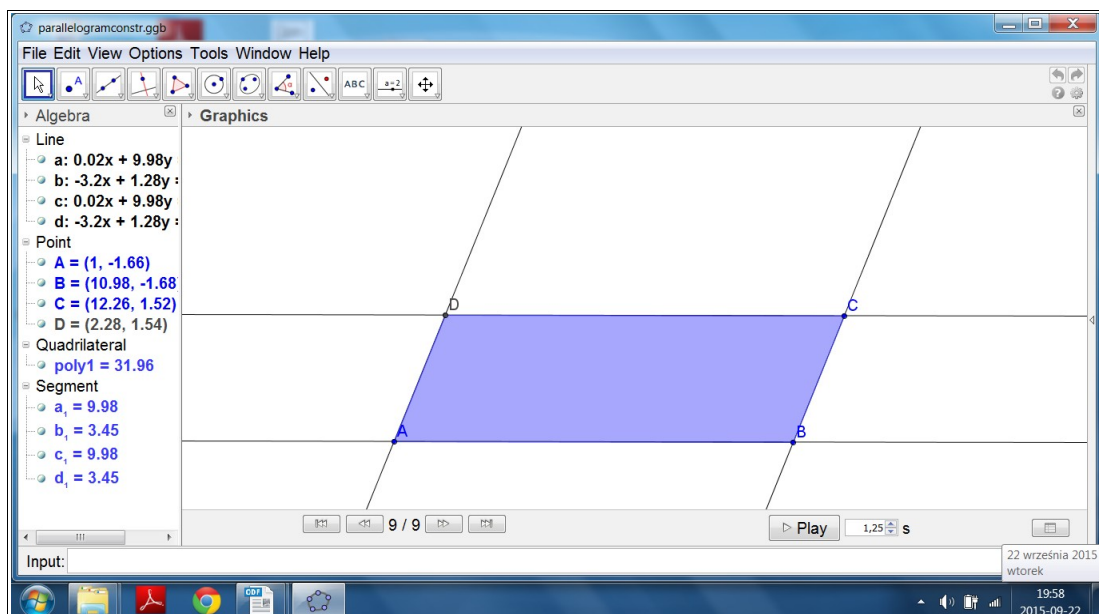 parallelogramconstr.ggb
File Edit View Options Tools Window Help
A
ABC
a=2
Algebra
Graphics
Line
a: 0.02x + 9.98y
b: -3.2x + 1.28y =
c: 0.02x + 9.98y
d: -3.2x + 1.28y =
Point
A = (1, -1.66)
B = (10.98, -1.68
C = (12.26, 1.52)
D = (2.28, 1.54)
Quadrilateral
poly1 = 31.96
Segment
a₁ = 9.98
b₁ = 3.45
c₁ = 9.98
d₁ = 3.45
D
C
A
B
9 / 9
Play
1,25 s
Input:
22 września 2015
wtorek
ODF
19:58
2015-09-22